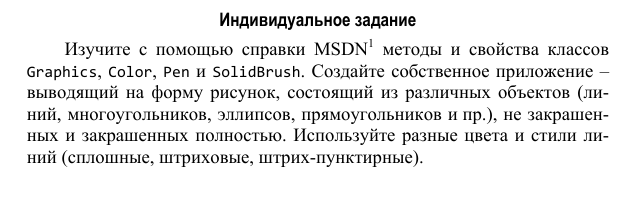 Индивидуальное задание
Изучите с помощью справки MSDN¹ методы и свойства классов
Graphics, Color, Pen и SolidBrush. Создайте собственное приложение –
выводящий на форму рисунок, состоящий из различных объектов (ли-
ний, многоугольников, эллипсов, прямоугольников и пр.), не закрашен-
ных и закрашенных полностью. Используйте разные цвета и стили ли-
ний (сплошные, штриховые, штрих-пунктирные).